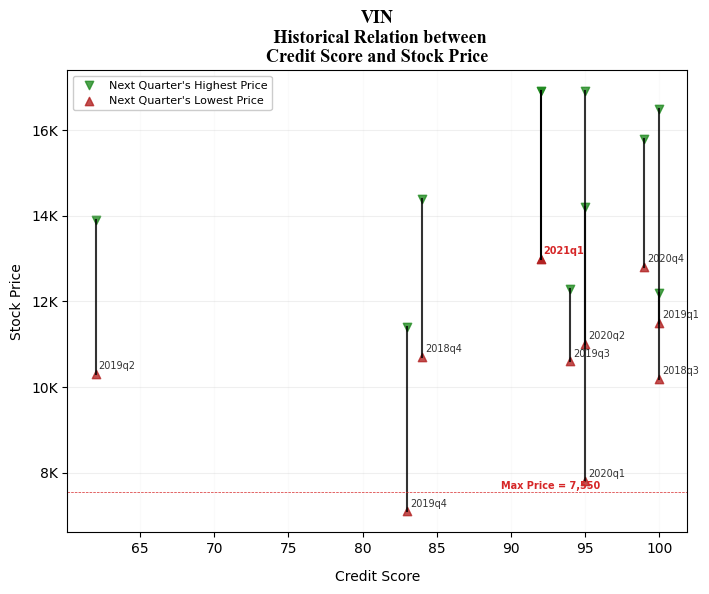 VIN
Historical Relation between
Credit Score and Stock Price
Next Quarter's Highest Price
Next Quarter's Lowest Price
16K
14K
12K
10K
8K
Stock Price
2021q1
2020q4
2019q1
2020q2
2018q4
2019q3
2019q2
2018q3
2020q1
Max Price = 7,550
2019q4
65 70 75 80 85 90 95 100
Credit Score